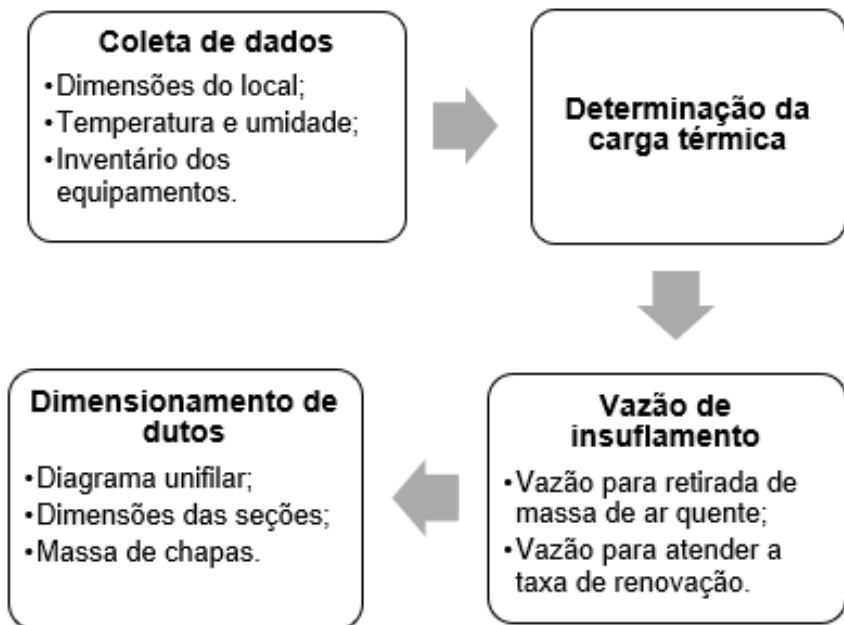 Coleta de dados
•Dimensões do local;
•Temperatura e umidade;
•Inventário dos
equipamentos.
Determinação da
carga térmica
Vazão de
insuflamento
•Vazão para retirada de
massa de ar quente;
•Vazão para atender a
taxa de renovação.
Dimensionamento de
dutos
•Diagrama unifilar;
•Dimensões das seções;
•Massa de chapas.